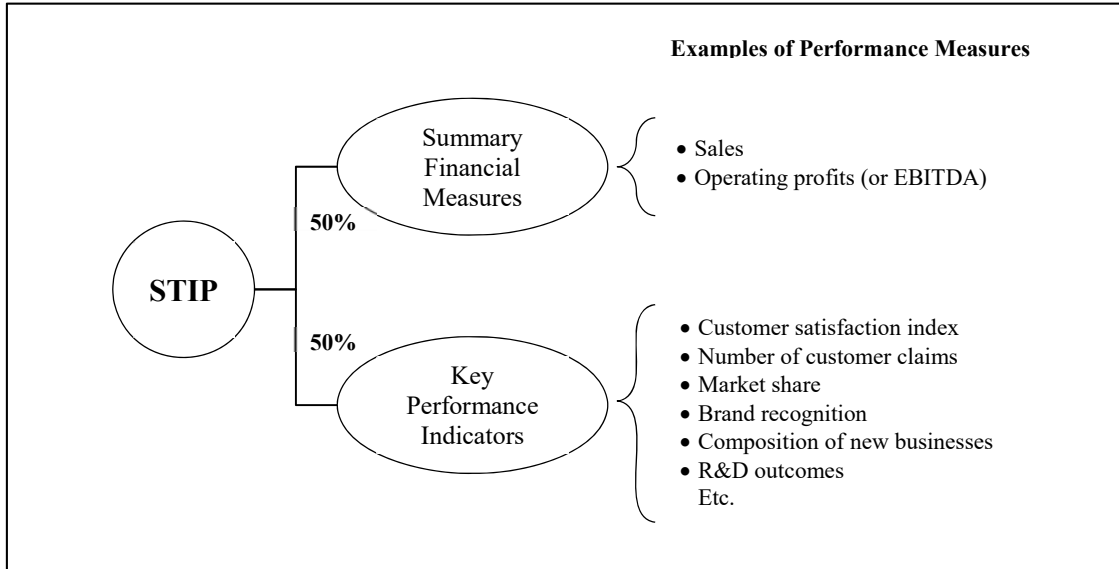 Examples of Performance Measures
Summary
Financial
Measures
• Sales
• Operating profits (or EBITDA)
50%
STIP
50%
Key
Performance
Indicators
• Customer satisfaction index
• Number of customer claims
• Market share
• Brand recognition
• Composition of new businesses
• R&D outcomes
Etc.